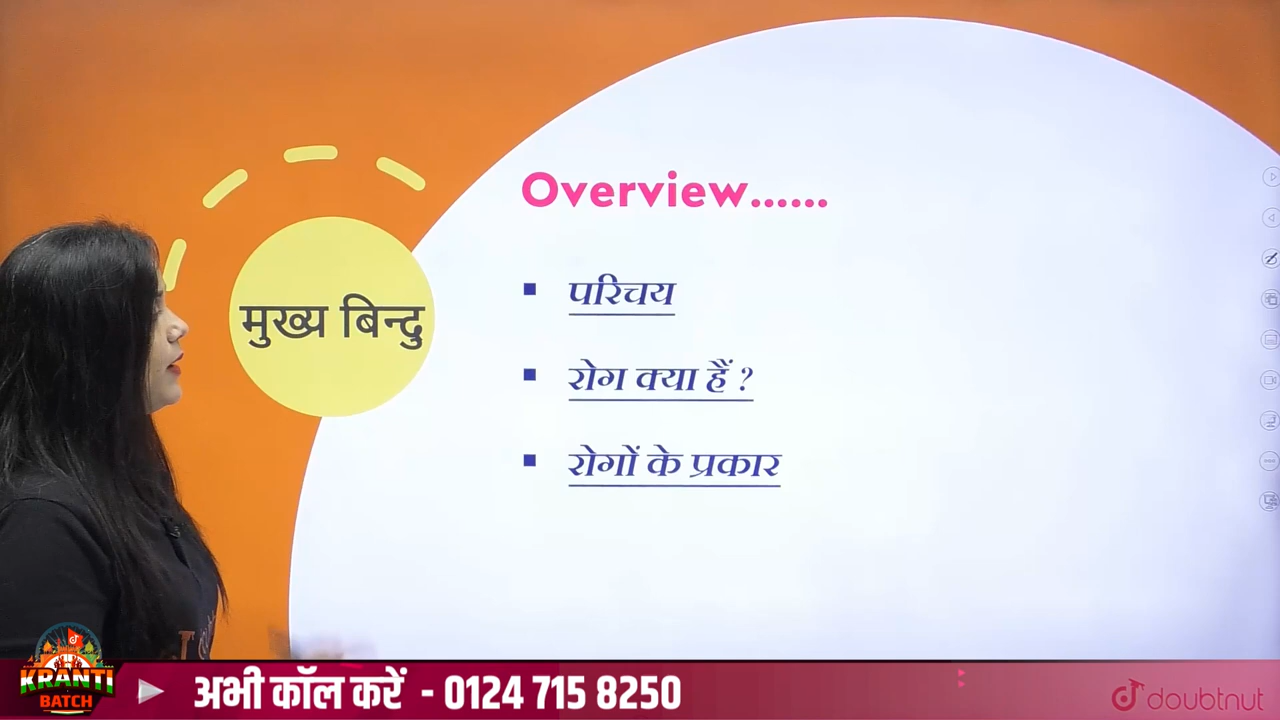 Overview......
मुख्य बिन्दु
▪ परिचय
▪ रोग क्या हैं ?
▪ रोगों के प्रकार
KRANTI
BATCH
अभी कॉल करें - 0124 715 8250
doubtnut